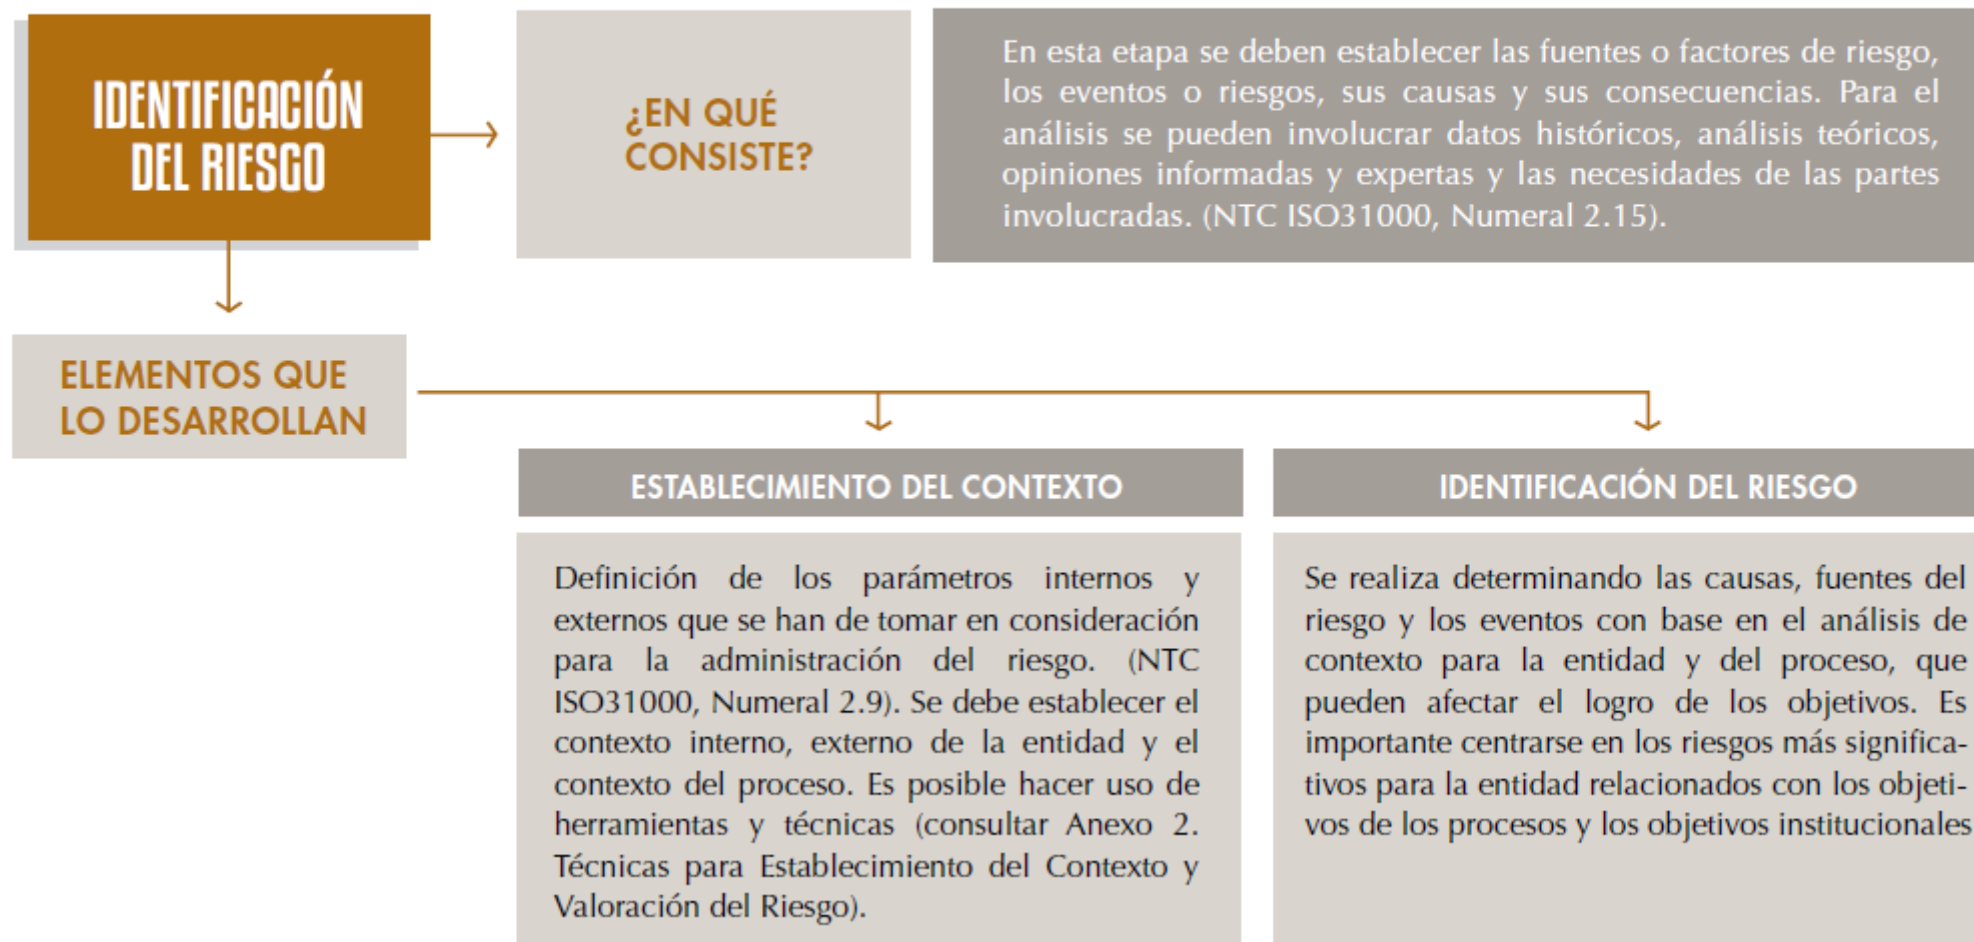 IDENTIFICACIÓN
DEL RIESGO
¿EN QUÉ
CONSISTE?
En esta etapa se deben establecer las fuentes o factores de riesgo,
los eventos o riesgos, sus causas y sus consecuencias. Para el
análisis se pueden involucrar datos históricos, análisis teóricos,
opiniones informadas y expertas y las necesidades de las partes
involucradas. (NTC ISO31000, Numeral 2.15).
ELEMENTOS QUE
LO DESARROLLAN
ESTABLECIMIENTO DEL CONTEXTO
Definición de los parámetros internos y
externos que se han de tomar en consideración
para la administración del riesgo. (NTC
ISO31000, Numeral 2.9). Se debe establecer el
contexto interno, externo de la entidad y el
contexto del proceso. Es posible hacer uso de
herramientas y técnicas (consultar Anexo 2.
Técnicas para Establecimiento del Contexto y
Valoración del Riesgo).
IDENTIFICACIÓN DEL RIESGO
Se realiza determinando las causas, fuentes del
riesgo y los eventos con base en el análisis de
contexto para la entidad y del proceso, que
pueden afectar el logro de los objetivos. Es
importante centrarse en los riesgos más significa-
tivos para la entidad relacionados con los objeti-
vos de los procesos y los objetivos institucionales